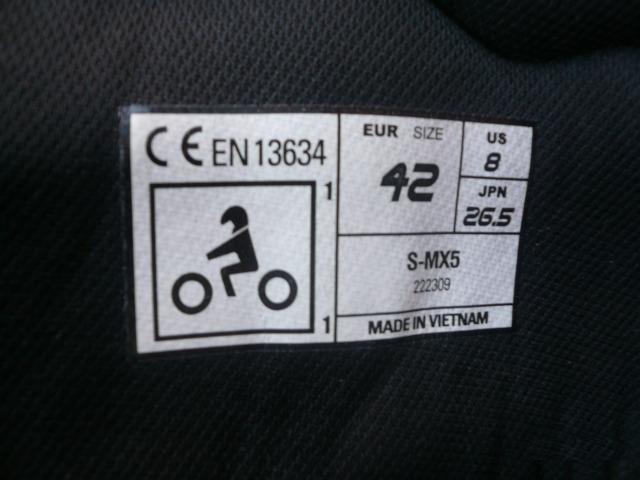 CE EN 13634
1
1
EUR SIZE
42
US
8
JPN
26.5
S-MX5
222309
MADE IN VIETNAM